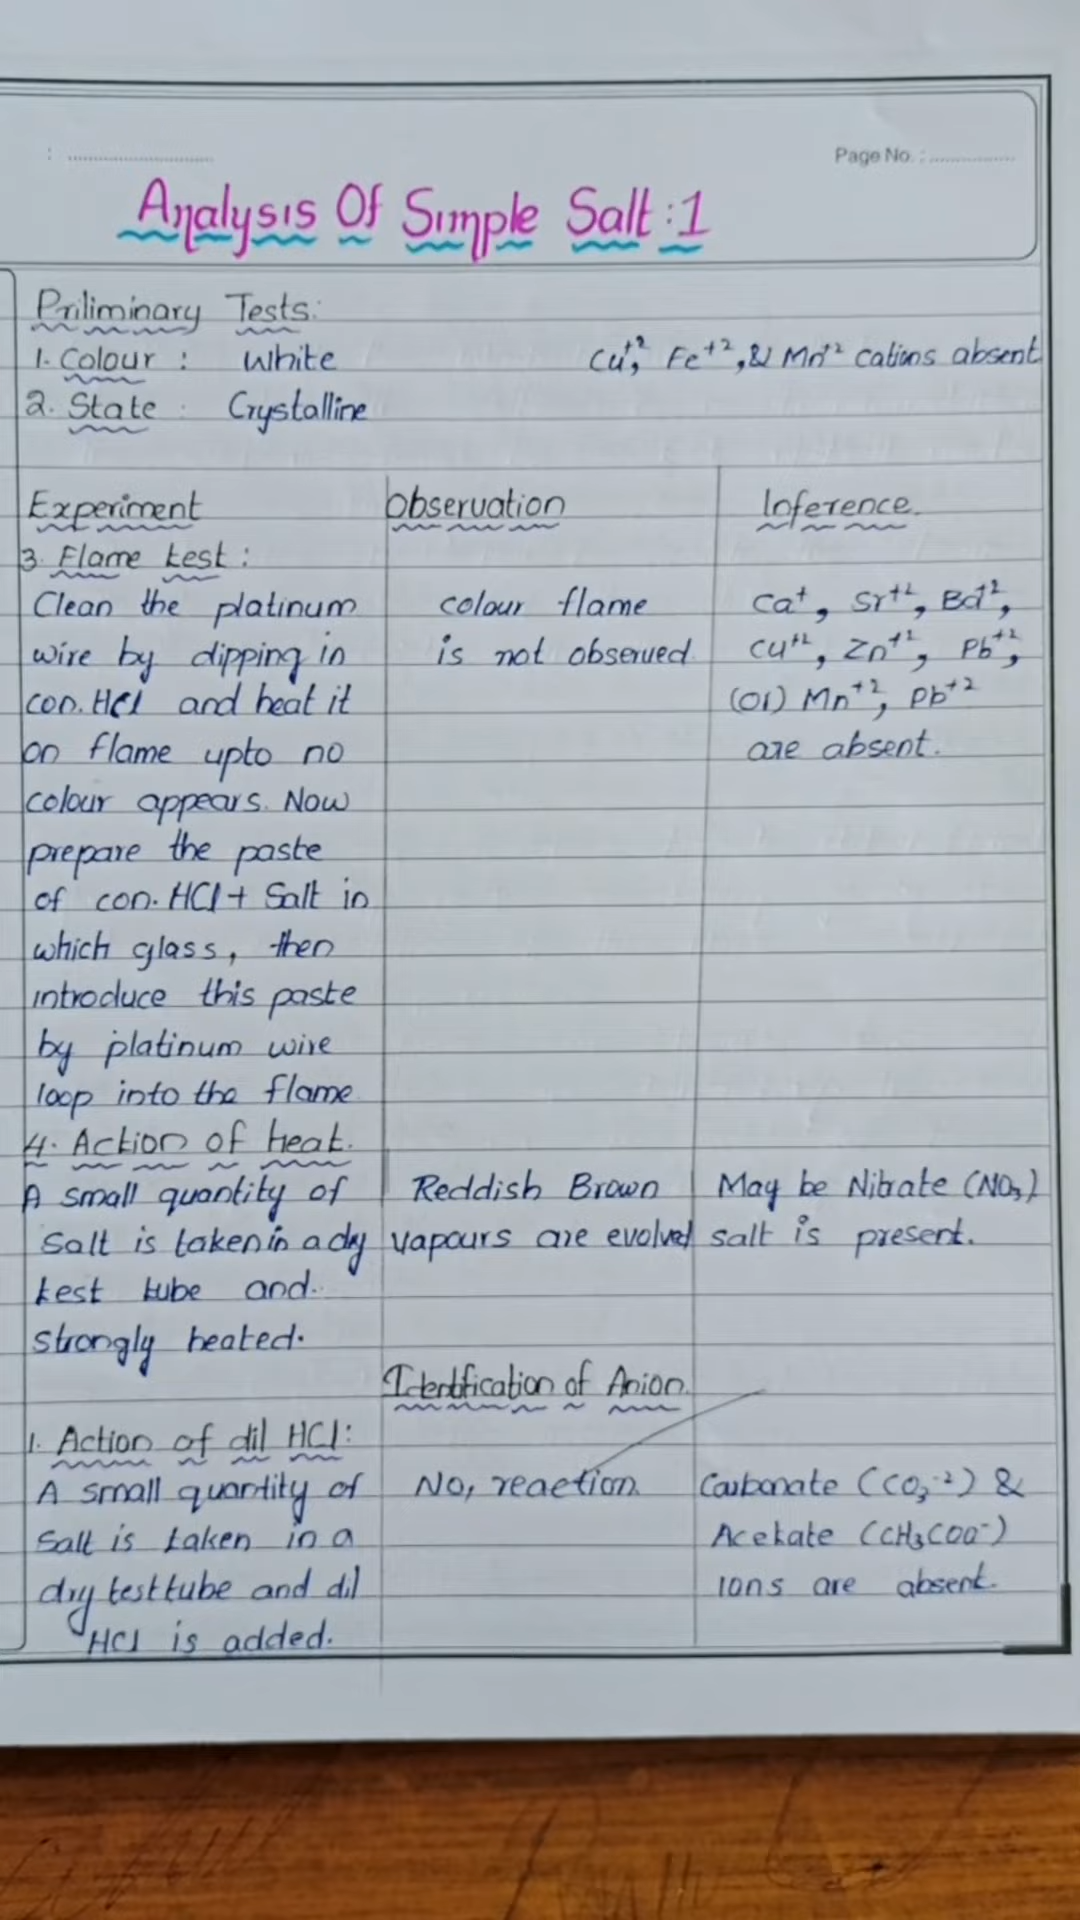 Page No. :
Analysis Of Simple Salt:1
Priliminary Tests:
1. Colour : White Cu+2, Fe+2, & Mn+2 cations absent
2. State : Crystalline
Experiment Observation Inference.
3. Flame test :
Clean the platinum colour flame Ca+, Sr+2, Ba+2,
wire by dipping in is not observed Cu+2, Zn+2, Pb+2,
con. HCl and heat it (or) Mn+2, Pb+2
on flame upto no are absent.
colour appears. Now
prepare the paste
of con. HCl + Salt in
which glass, then
introduce this paste
by platinum wire
loop into the flame
4. Action of heat.
A small quantity of Reddish Brown May be Nitrate (NO3)
Salt is taken in a dry vapours are evolved salt is present.
test tube and.
strongly heated.
Identification of Anion.
1. Action of dil HCl:
A small quantity of No, reaction. Carbonate (CO3-2) &
Salt is taken in a Acetate (CH3COO-)
dry test tube and dil Ions are absent.
HCl is added.